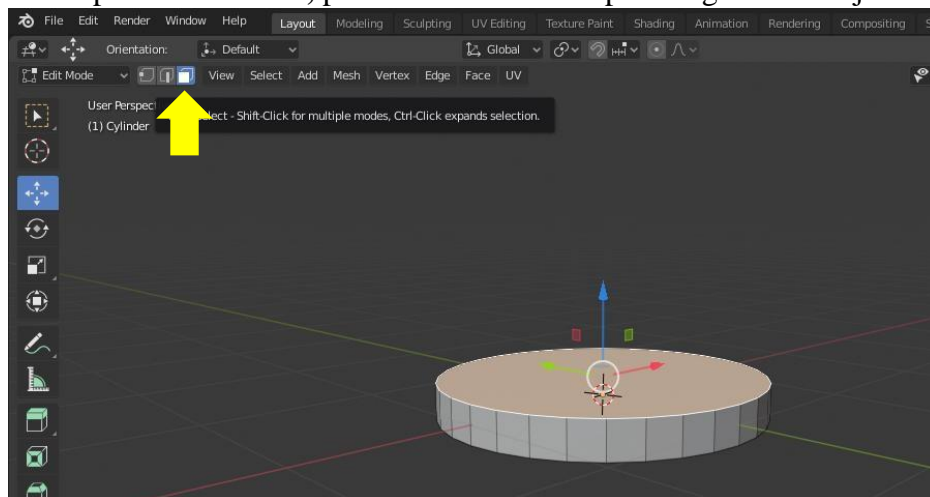 File Edit Render Window Help Layout Modeling Sculpting UV Editing Texture Paint Shading Animation Rendering Compositing
Orientation: Default Global
Edit Mode View Select Add Mesh Vertex Edge Face UV
User Perspec
lect - Shift-Click for multiple modes, Ctrl-Click expands selection.
(1) Cylinder